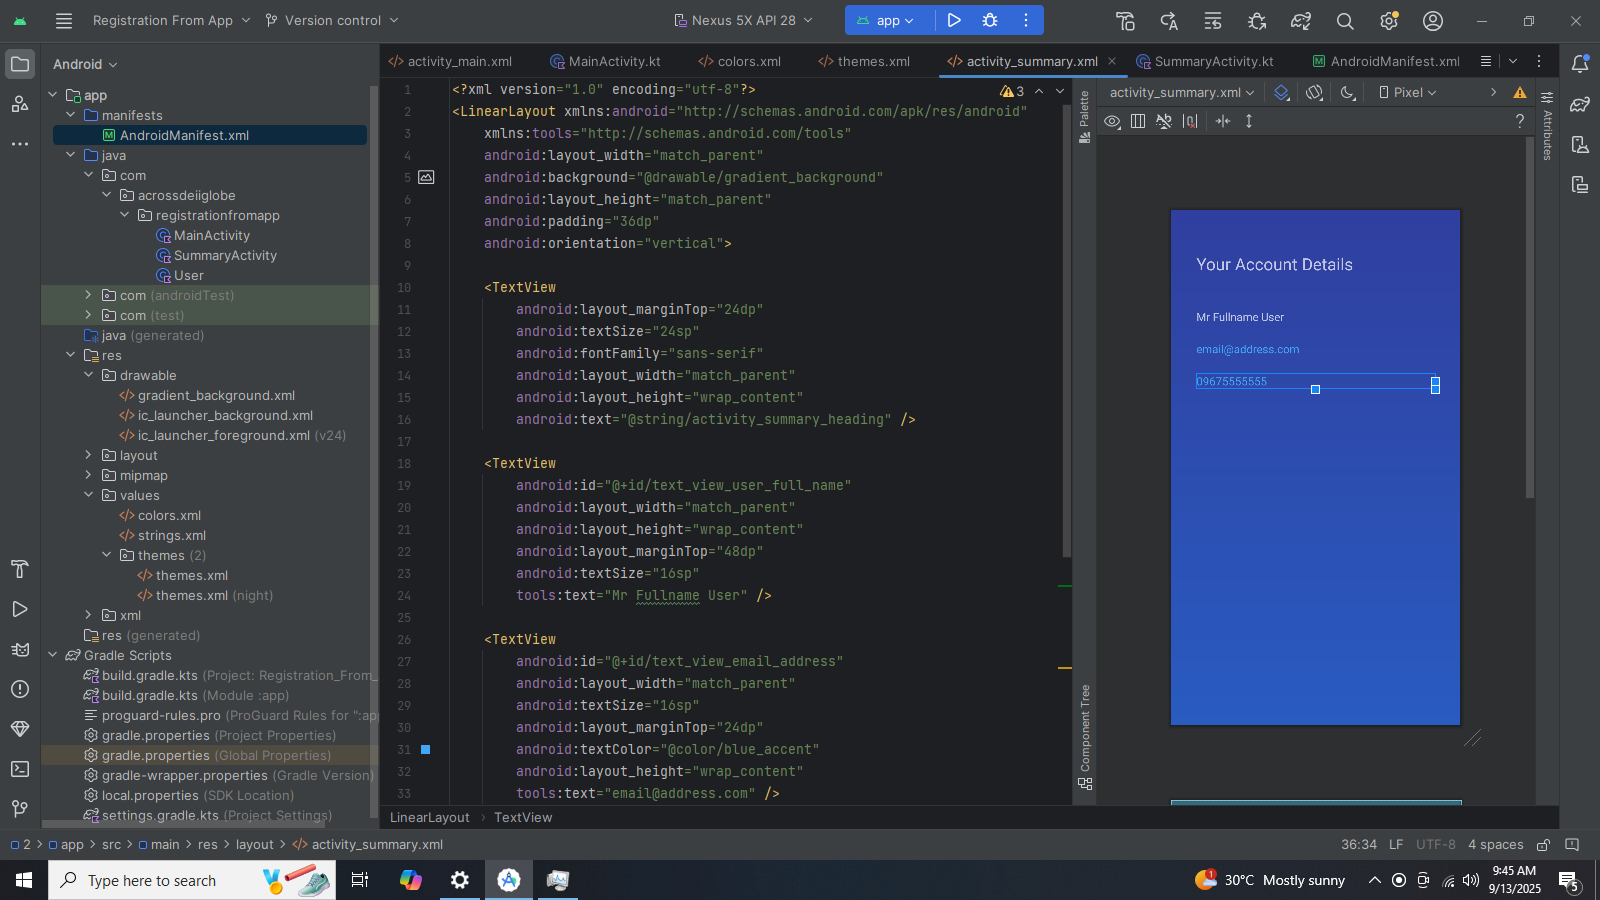 Registration From App
Version control
Nexus 5X API 28
app
Android
activity_main.xml
MainActivity.kt
colors.xml
themes.xml
activity_summary.xml
SummaryActivity.kt
AndroidManifest.xml
app
manifests
AndroidManifest.xml
java
com
acrossdeiiglobe
registrationfromapp
MainActivity
SummaryActivity
User
com (androidTest)
com (test)
java (generated)
res
drawable
gradient_background.xml
ic_launcher_background.xml
ic_launcher_foreground.xml (v24)
layout
mipmap
values
colors.xml
strings.xml
themes (2)
themes.xml
themes.xml (night)
xml
res (generated)
Gradle Scripts
build.gradle.kts (Project: Registration_From_
build.gradle.kts (Module :app)
proguard-rules.pro (ProGuard Rules for ":ap
gradle.properties (Project Properties)
gradle.properties (Global Properties)
gradle-wrapper.properties (Gradle Version)
local.properties (SDK Location)
settings.gradle.kts (Project Settings)
1 <?xml version="1.0" encoding="utf-8"?>
2 <LinearLayout xmlns:android="http://schemas.android.com/apk/res/android"
3 xmlns:tools="http://schemas.android.com/tools"
4 android:layout_width="match_parent"
5 android:background="@drawable/gradient_background"
6 android:layout_height="match_parent"
7 android:padding="36dp"
8 android:orientation="vertical">
9
10 <TextView
11 android:layout_marginTop="24dp"
12 android:textSize="24sp"
13 android:fontFamily="sans-serif"
14 android:layout_width="match_parent"
15 android:layout_height="wrap_content"
16 android:text="@string/activity_summary_heading" />
17
18 <TextView
19 android:id="@+id/text_view_user_full_name"
20 android:layout_width="match_parent"
21 android:layout_height="wrap_content"
22 android:layout_marginTop="48dp"
23 android:textSize="16sp"
24 tools:text="Mr Fullname User" />
25
26 <TextView
27 android:id="@+id/text_view_email_address"
28 android:layout_width="match_parent"
29 android:textSize="16sp"
30 android:layout_marginTop="24dp"
31 android:textColor="@color/blue_accent"
32 android:layout_height="wrap_content"
33 tools:text="email@address.com" />
3
LinearLayout › TextView
Palette
Component Tree
activity_summary.xml
Pixel
?
Attributes
Your Account Details
Mr Fullname User
email@address.com
09675555555
2 > app > src > main > res > layout > activity_summary.xml
36:34 LF UTF-8 4 spaces
Type here to search
1
30°C Mostly sunny
9:45 AM
9/13/2025
5